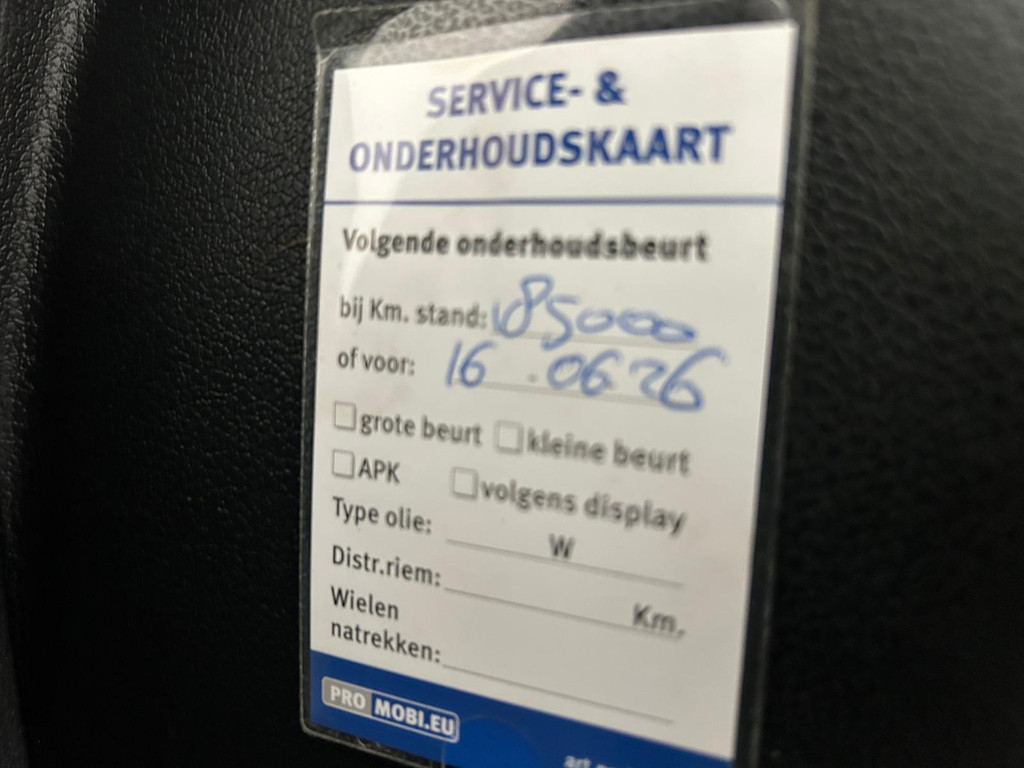 SERVICE- &
ONDERHOUDSKAART
Volgende onderhoudsbeurt
bij Km. stand: 185000
of voor: 16.06.26
grote beurt kleine beurt
APK volgens display
Type olie: W
Distr.riem: Km.
Wielen
natrekken:
PRO MOBI.EU